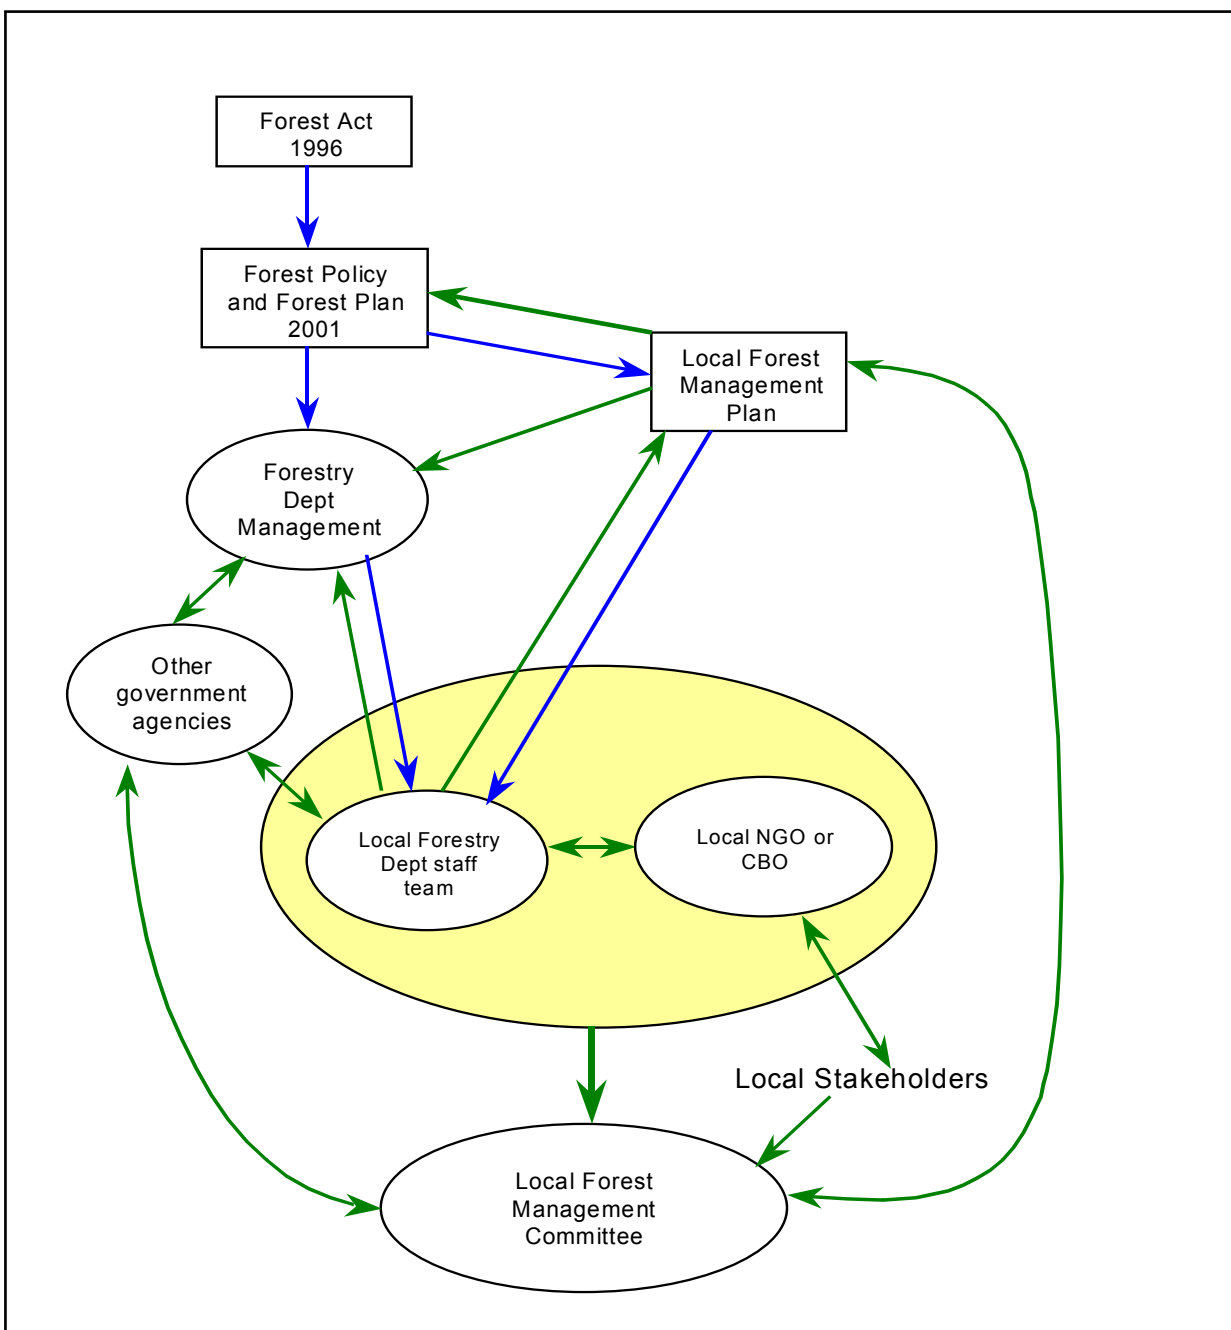 Forest Act
1996
Forest Policy
and Forest Plan
2001
Local Forest
Management
Plan
Forestry
Dept
Management
Other
government
agencies
Local Forestry
Dept staff
team
Local NGO or
CBO
Local Stakeholders
Local Forest
Management
Committee